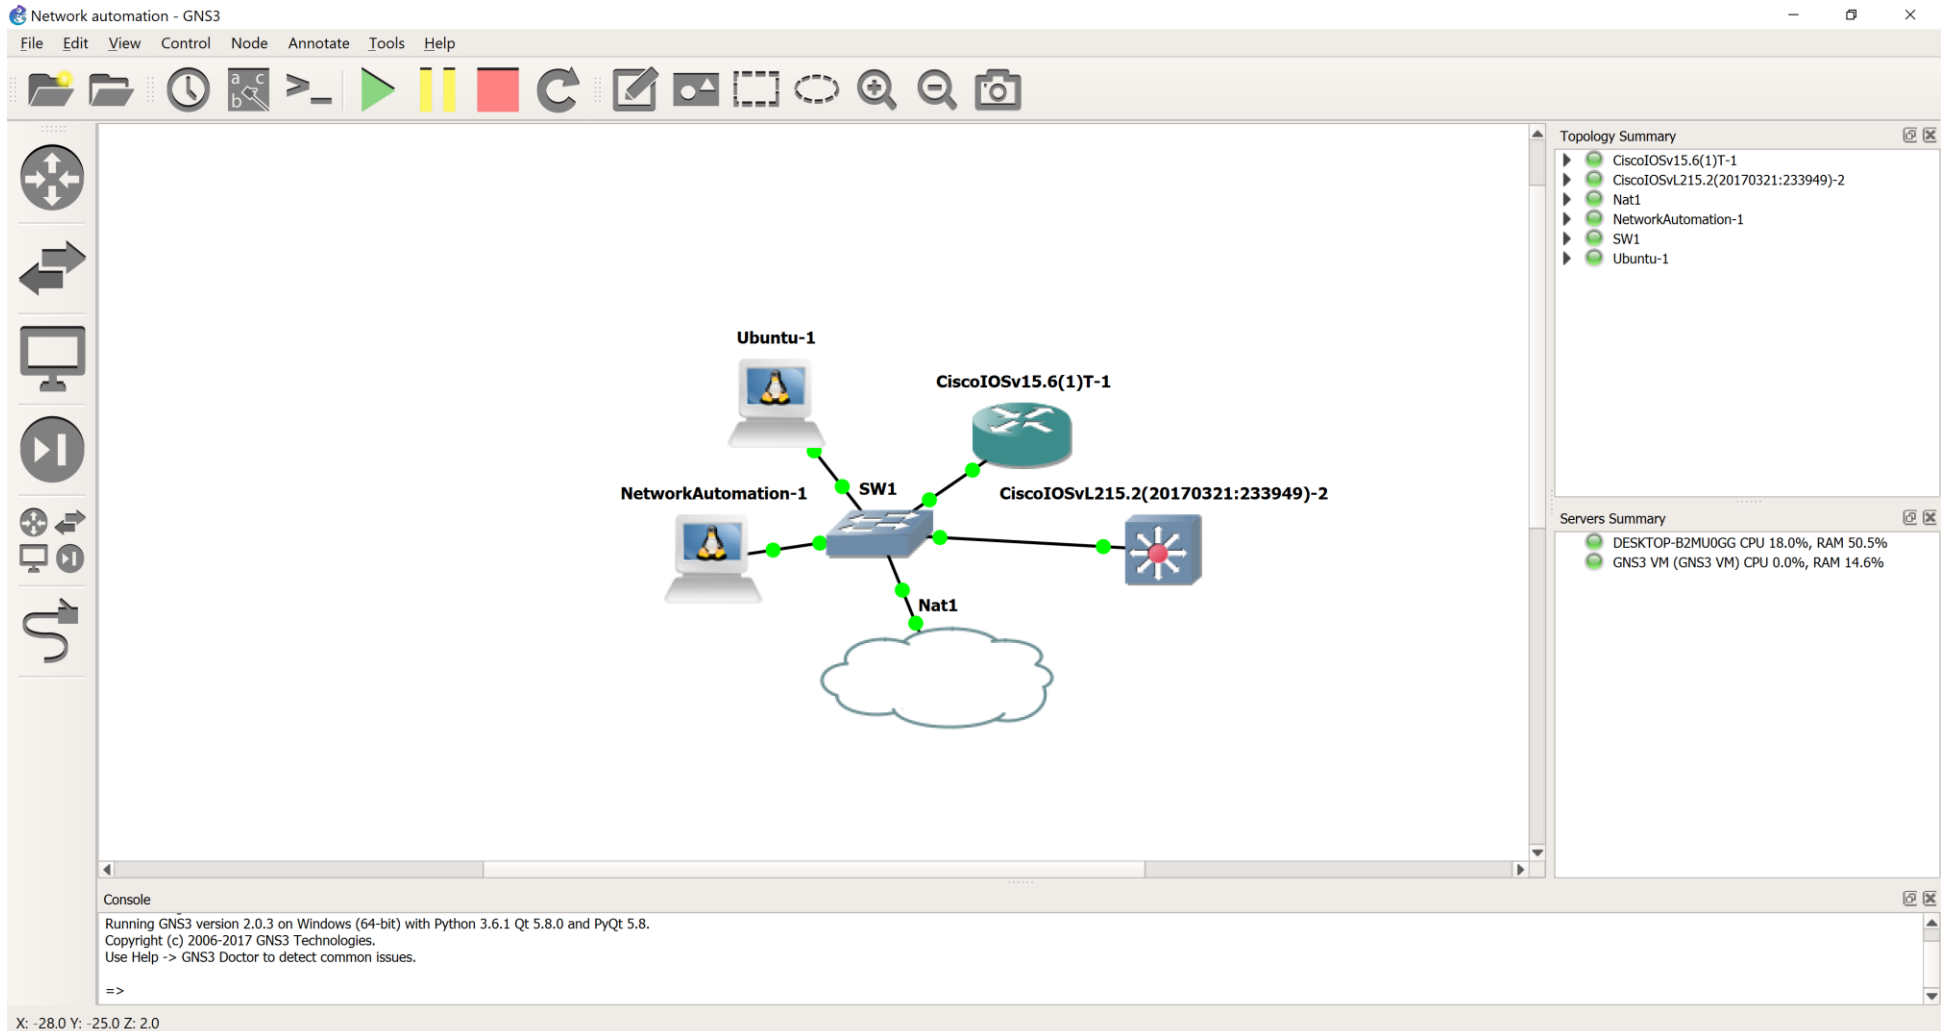 Network automation - GNS3
File Edit View Control Node Annotate Tools Help
a c
b
>_
Topology Summary
CiscoIOSv15.6(1)T-1
CiscoIOSvL215.2(20170321:233949)-2
Nat1
NetworkAutomation-1
SW1
Ubuntu-1
Ubuntu-1
CiscoIOSv15.6(1)T-1
NetworkAutomation-1
SW1
CiscoIOSvL215.2(20170321:233949)-2
Nat1
Servers Summary
DESKTOP-B2MU0GG CPU 18.0%, RAM 50.5%
GNS3 VM (GNS3 VM) CPU 0.0%, RAM 14.6%
Console
Running GNS3 version 2.0.3 on Windows (64-bit) with Python 3.6.1 Qt 5.8.0 and PyQt 5.8.
Copyright (c) 2006-2017 GNS3 Technologies.
Use Help -> GNS3 Doctor to detect common issues.
=>
X: -28.0 Y: -25.0 Z: 2.0